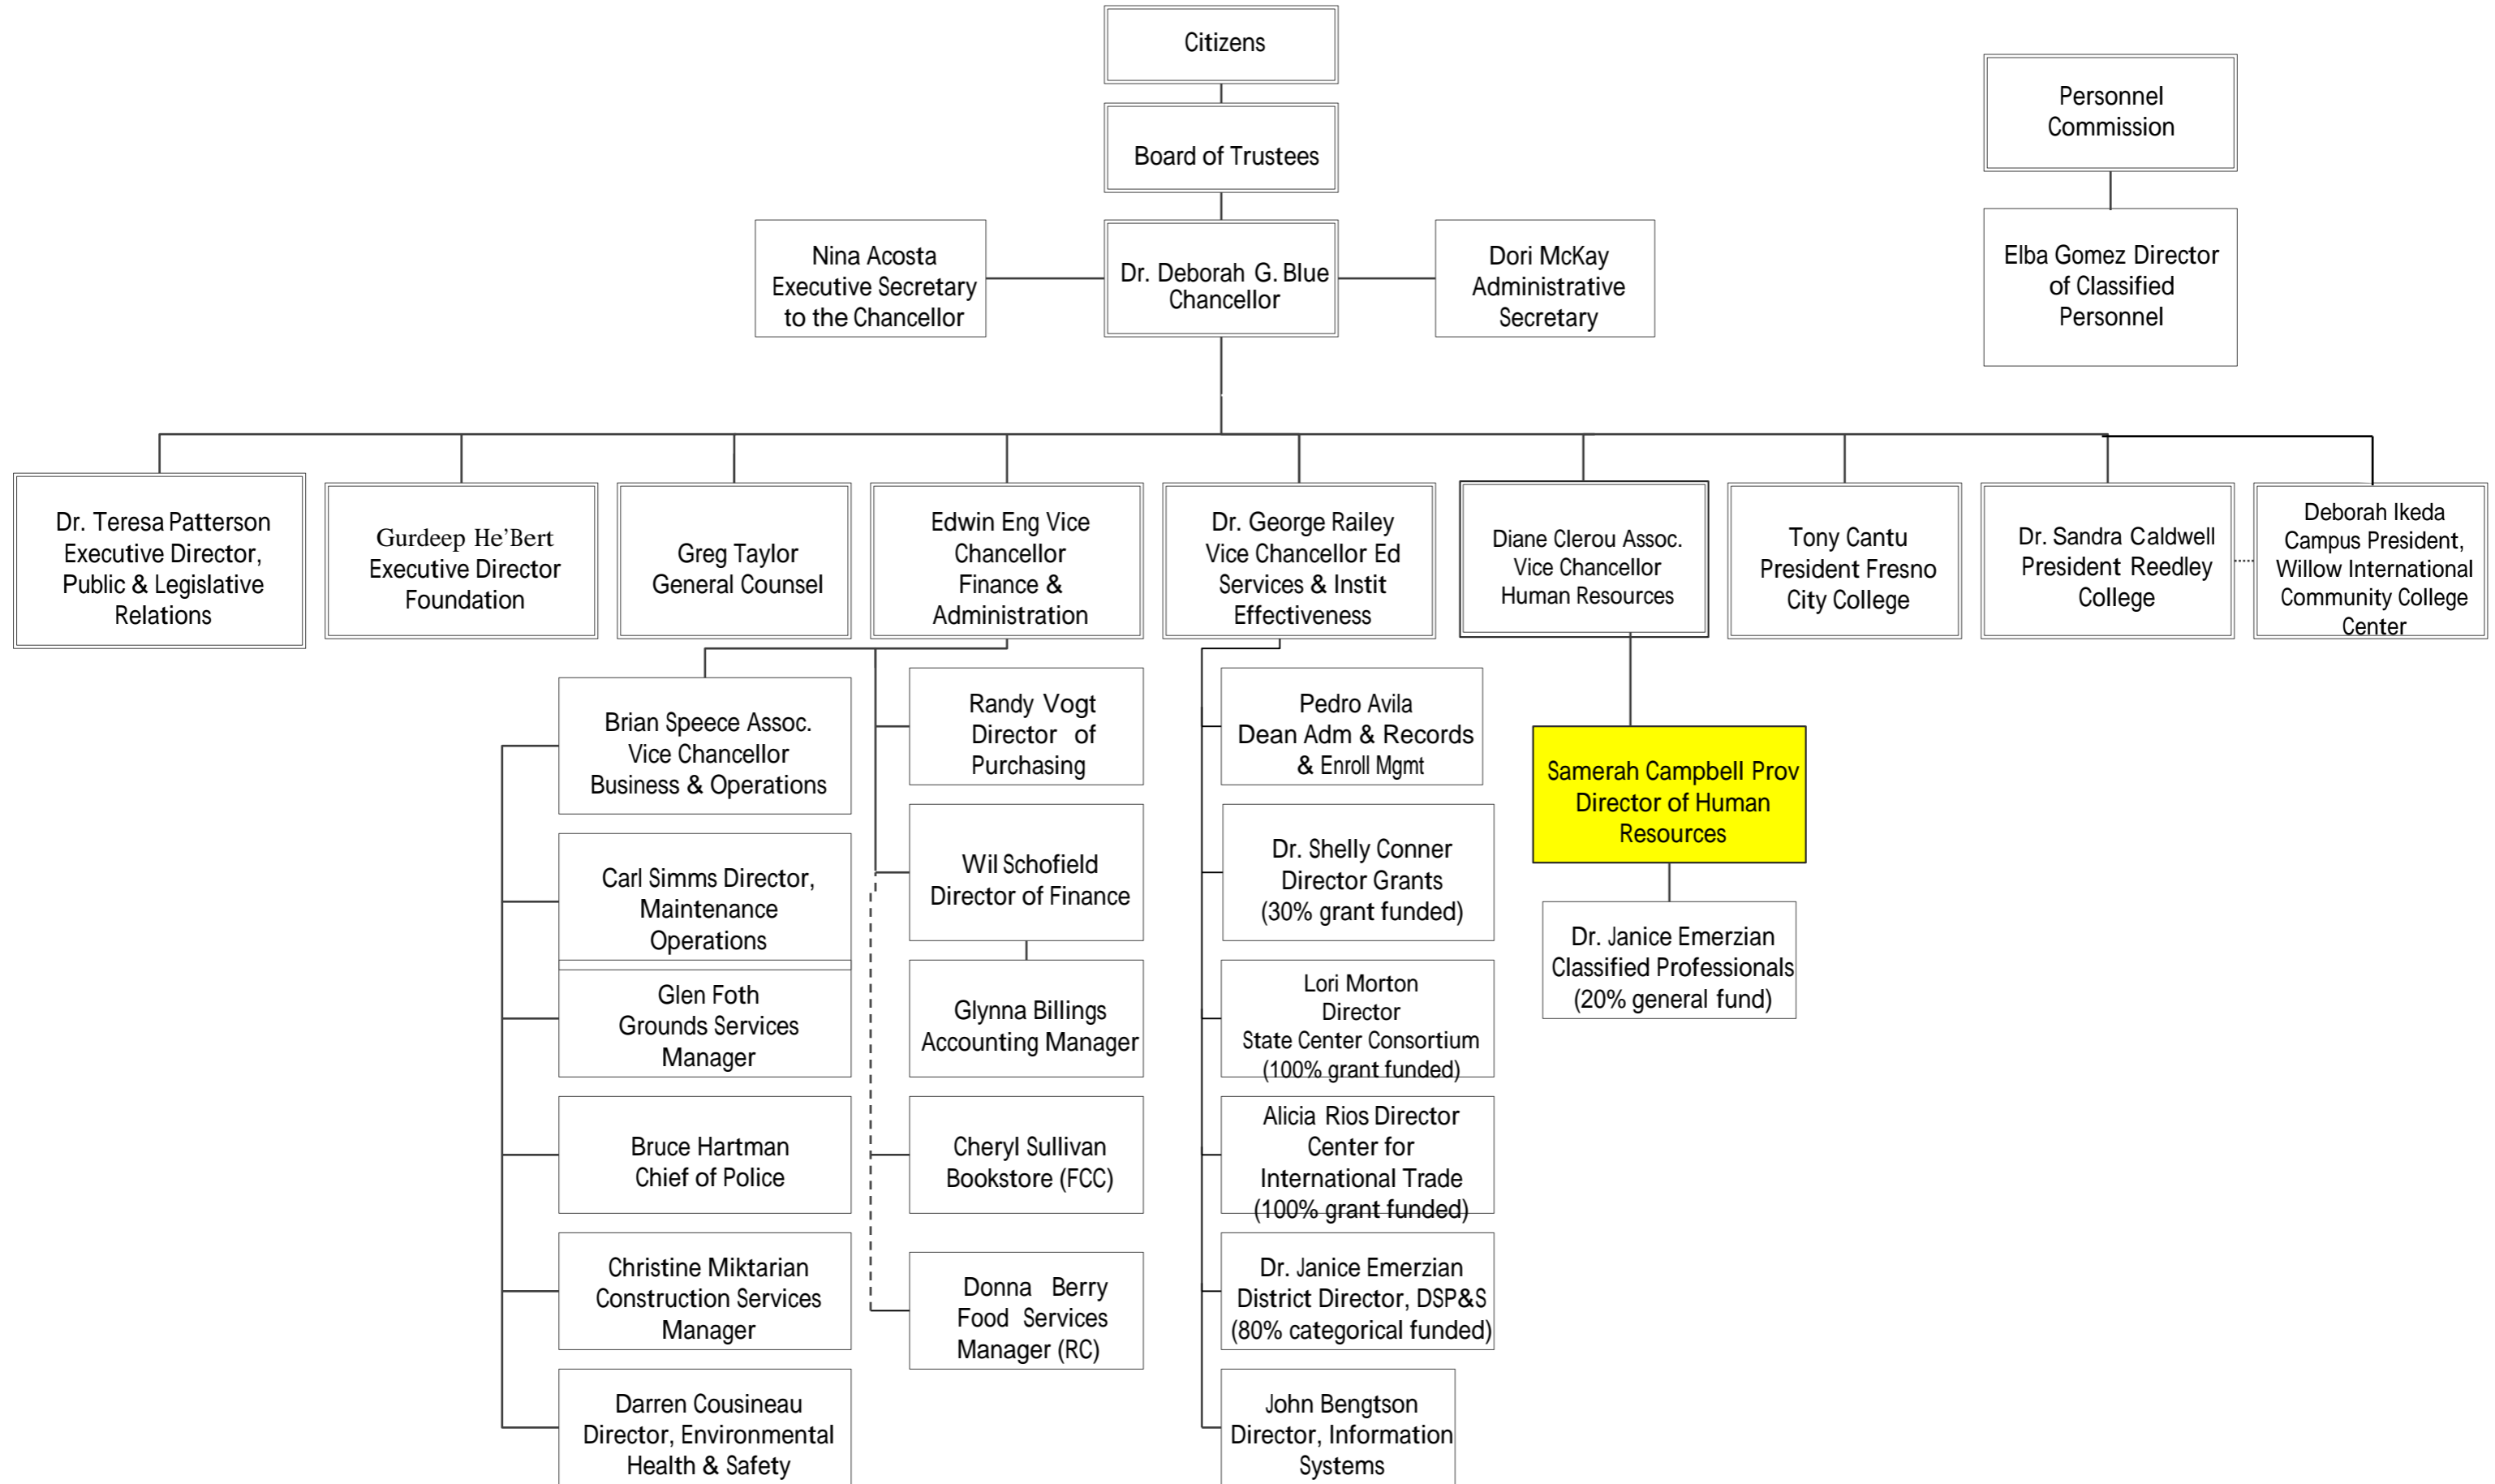 Citizens
Personnel
Commission
Board of Trustees
Nina Acosta
Executive Secretary
to the Chancellor
Dr. Deborah G. Blue
Chancellor
Dori McKay
Administrative
Secretary
Elba Gomez Director
of Classified
Personnel
Dr. Teresa Patterson
Executive Director,
Public & Legislative
Relations
Gurdeep He’Bert
Executive Director
Foundation
Greg Taylor
General Counsel
Edwin Eng Vice
Chancellor
Finance &
Administration
Dr. George Railey
Vice Chancellor Ed
Services & Instit
Effectiveness
Diane Clerou Assoc.
Vice Chancellor
Human Resources
Tony Cantu
President Fresno
City College
Dr. Sandra Caldwell
President Reedley
College
Deborah Ikeda
Campus President,
Willow International
Community College
Center
Brian Speece Assoc.
Vice Chancellor
Business & Operations
Carl Simms Director,
Maintenance
Operations
Glen Foth
Grounds Services
Manager
Bruce Hartman
Chief of Police
Christine Miktarian
Construction Services
Manager
Darren Cousineau
Director, Environmental
Health & Safety
Randy Vogt
Director of
Purchasing
Wil Schofield
Director of Finance
Glynna Billings
Accounting Manager
Cheryl Sullivan
Bookstore (FCC)
Donna Berry
Food Services
Manager (RC)
Pedro Avila
Dean Adm & Records
& Enroll Mgmt
Dr. Shelly Conner
Director Grants
(30% grant funded)
Lori Morton
Director
State Center Consortium
(100% grant funded)
Alicia Rios Director
Center for
International Trade
(100% grant funded)
Dr. Janice Emerzian
District Director, DSP&S
(80% categorical funded)
John Bengtson
Director, Information
Systems
Samerah Campbell Prov
Director of Human
Resources
Dr. Janice Emerzian
Classified Professionals
(20% general fund)